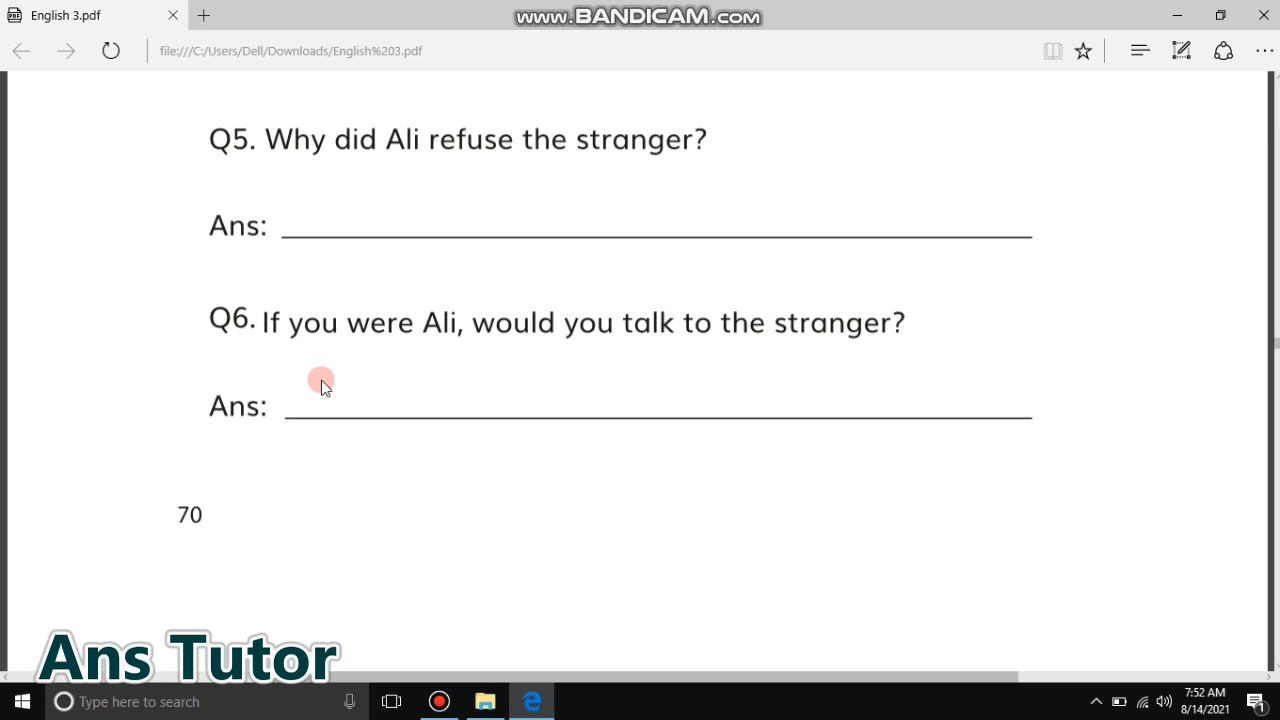 English 3.pdf
www.BANDICAM.COM
file:///C:/Users/Dell/Downloads/English%203.pdf
Q5. Why did Ali refuse the stranger?
Ans:
Q6. If you were Ali, would you talk to the stranger?
Ans:
70
Ans Tutor
Type here to search
7:52 AM
8/14/2021
1